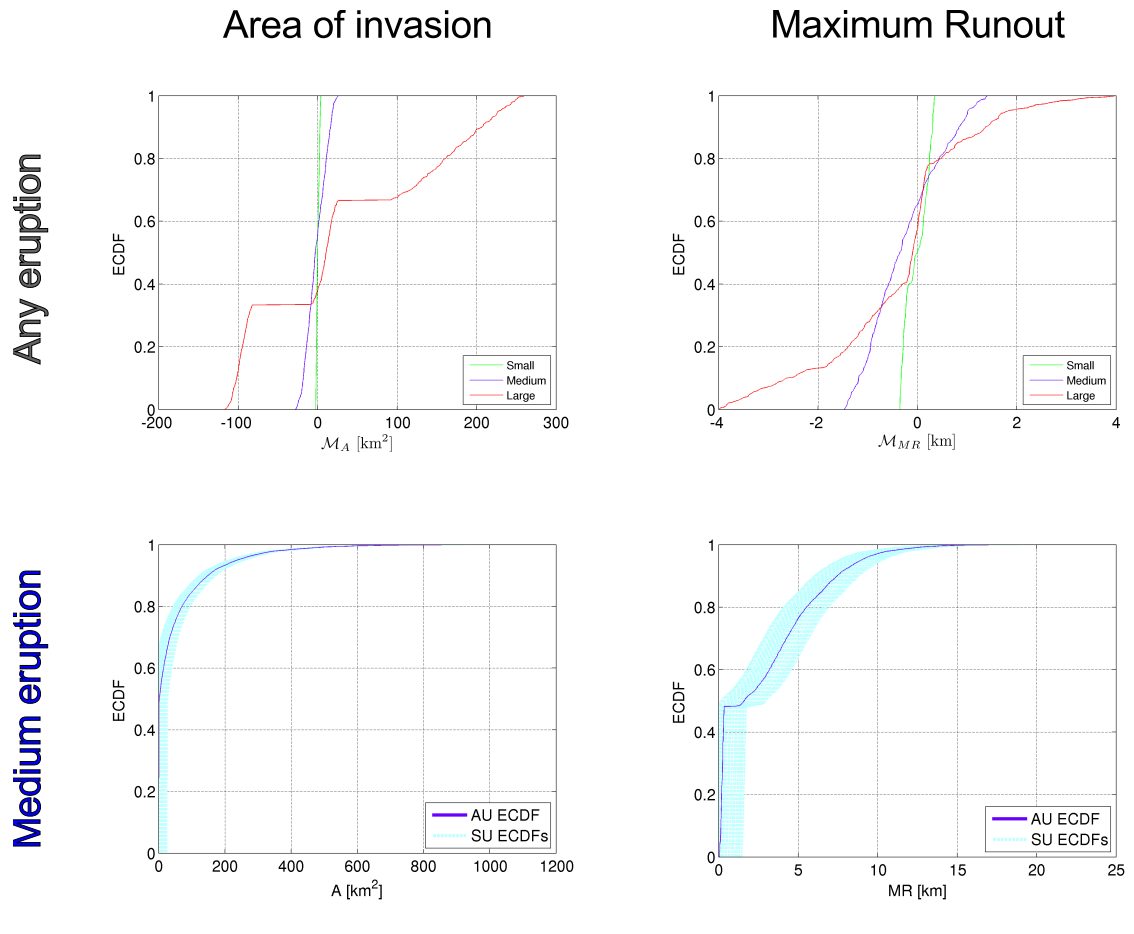 Area of invasion
Maximum Runout
Any eruption
1
0.8
0.6
0.4
0.2
0
ECDF
-200
-100
0
100
200
300
ℳ_A [km²]
Small
Medium
Large
1
0.8
0.6
0.4
0.2
0
ECDF
-4
-2
0
2
4
ℳ_MR [km]
Small
Medium
Large
Medium eruption
1
0.8
0.6
0.4
0.2
0
ECDF
0
200
400
600
800
1000
1200
A [km²]
AU ECDF
SU ECDFs
1
0.8
0.6
0.4
0.2
0
ECDF
0
5
10
15
20
25
MR [km]
AU ECDF
SU ECDFs